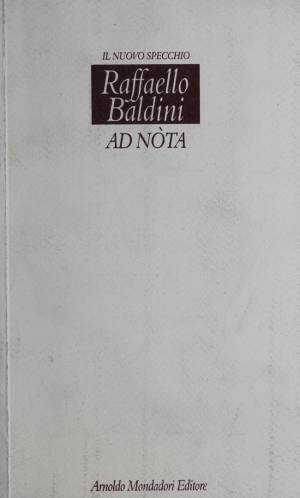 IL NUOVO SPECCHIO
Raffaello
Baldini
AD NÒTA
Arnoldo Mondadori Editore